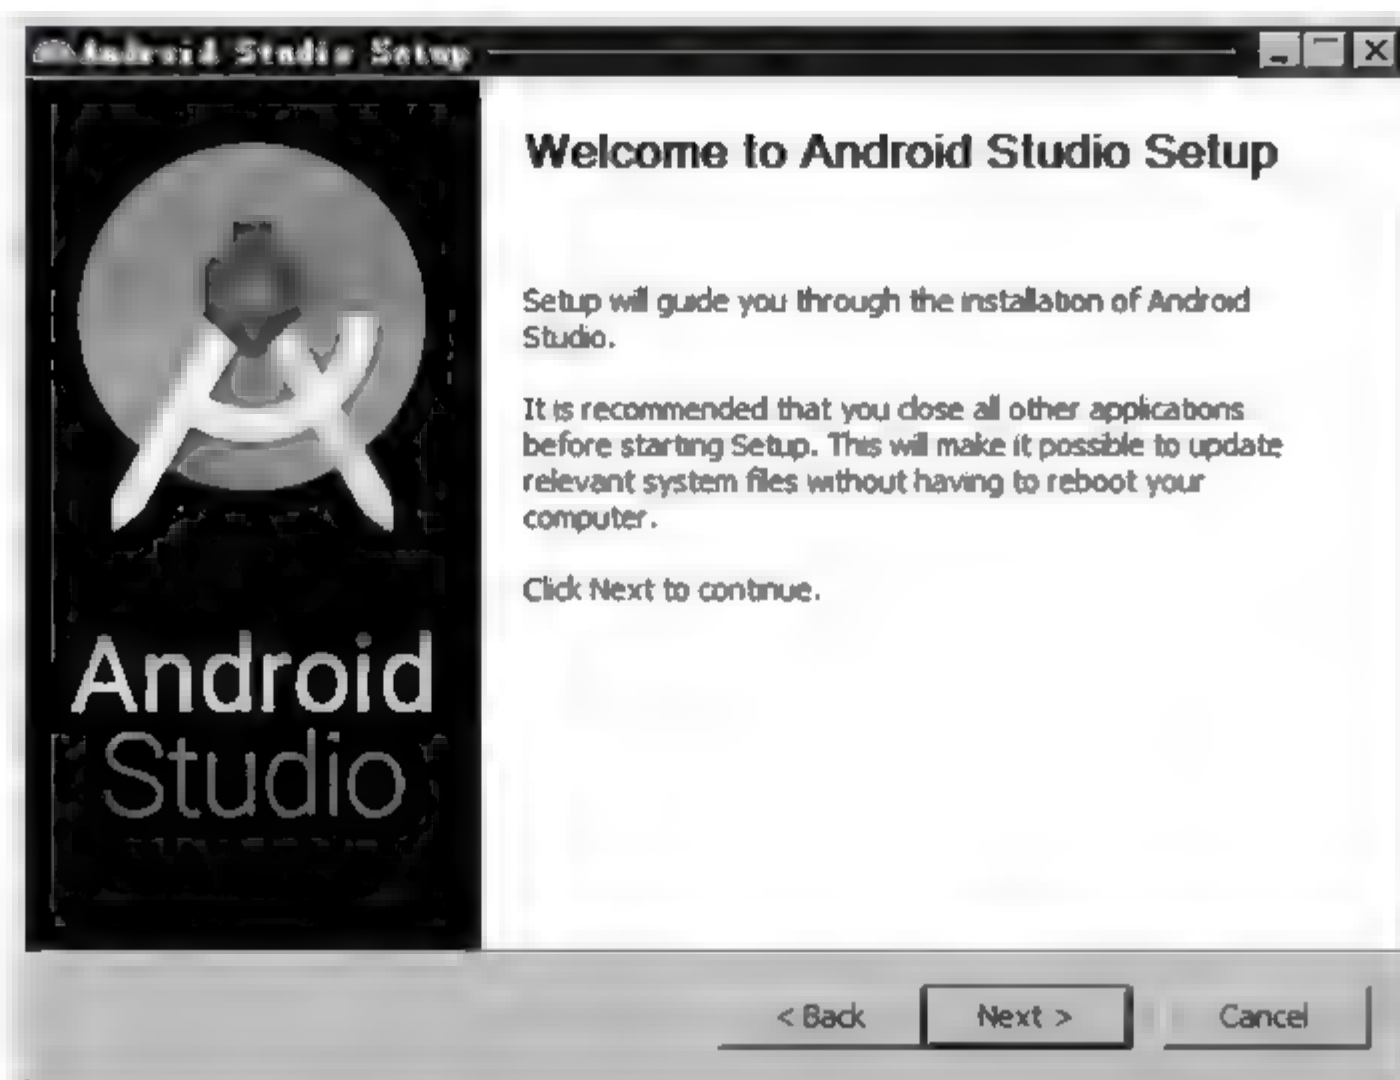 Android Studio Setup
Welcome to Android Studio Setup
Setup will guide you through the installation of Android
Studio.
It is recommended that you close all other applications
before starting Setup. This will make it possible to update
relevant system files without having to reboot your
computer.
Click Next to continue.
Android
Studio
< Back
Next >
Cancel